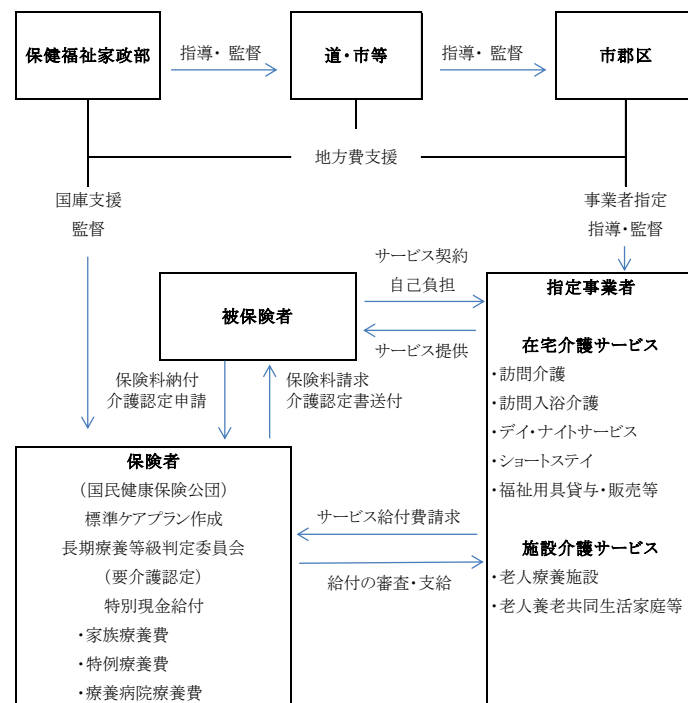 保健福祉家政部
指導・ 監督
道・市等
指導・ 監督
市郡区
地方費支援
国庫支援
監督
事業者指定
指導・監督
サービス契約
自己負担
サービス提供
被保険者
保険料納付
介護認定申請
保険料請求
介護認定書送付
指定事業者
在宅介護サービス
・訪問介護
・訪問入浴介護
・デイ・ナイトサービス
・ショートステイ
・福祉用具貸与・販売等
施設介護サービス
・老人療養施設
・老人養老共同生活家庭等
保険者
(国民健康保険公団)
標準ケアプラン作成
長期療養等級判定委員会
(要介護認定)
特別現金給付
・家族療養費
・特例療養費
・療養病院療養費
サービス給付費請求
給付の審査・支給